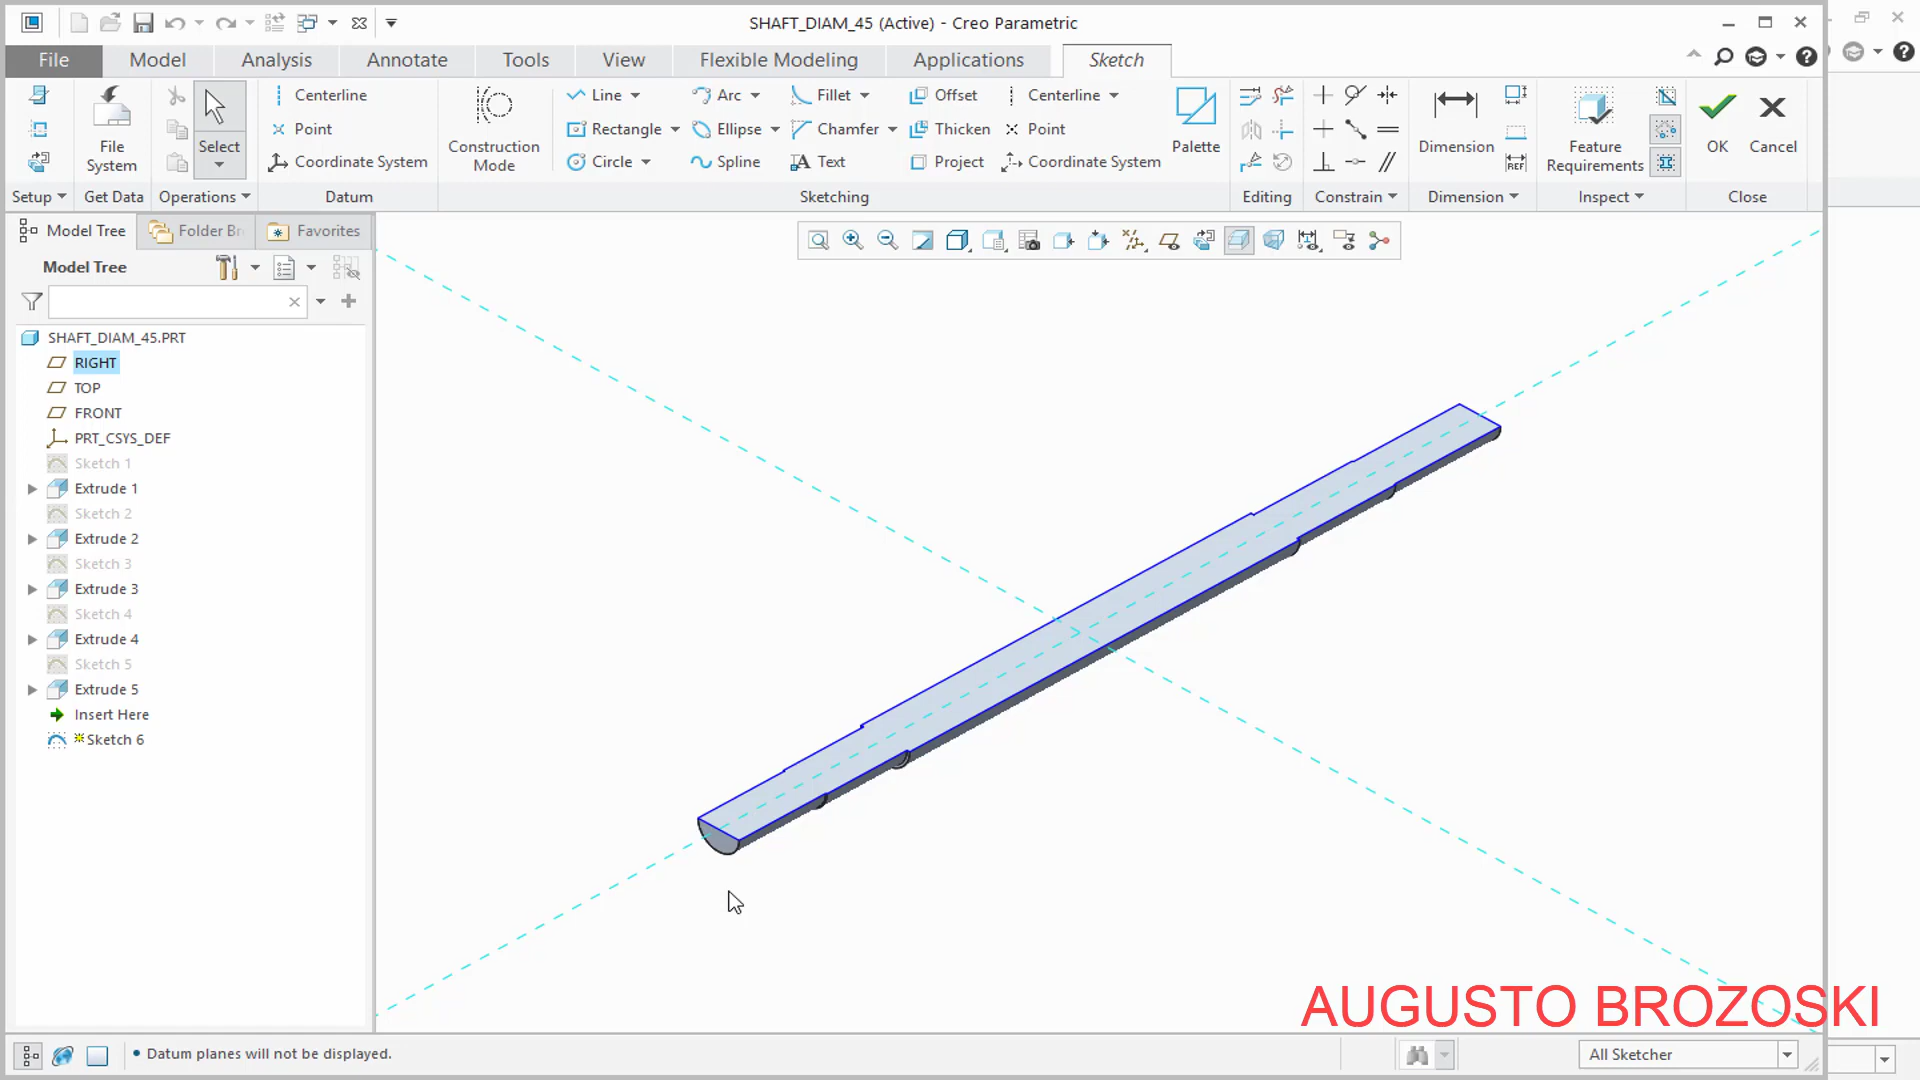 SHAFT_DIAM_45 (Active) - Creo Parametric
File Model Analysis Annotate Tools View Flexible Modeling Applications Sketch
Centerline Line Arc Fillet Offset Centerline
Point Rectangle Ellipse Chamfer Thicken Point
Coordinate System Circle Spline Text Project Coordinate System
File System
Select
Construction Mode
Palette
Dimension
REF
Feature Requirements
OK
Cancel
Setup Get Data Operations Datum Sketching Editing Constrain Dimension Inspect Close
Model Tree Folder Br Favorites
Model Tree
SHAFT_DIAM_45.PRT
RIGHT
TOP
FRONT
PRT_CSYS_DEF
Sketch 1
Extrude 1
Sketch 2
Extrude 2
Sketch 3
Extrude 3
Sketch 4
Extrude 4
Sketch 5
Extrude 5
Insert Here
Sketch 6
AUGUSTO BROZOSKI
Datum planes will not be displayed.
All Sketcher